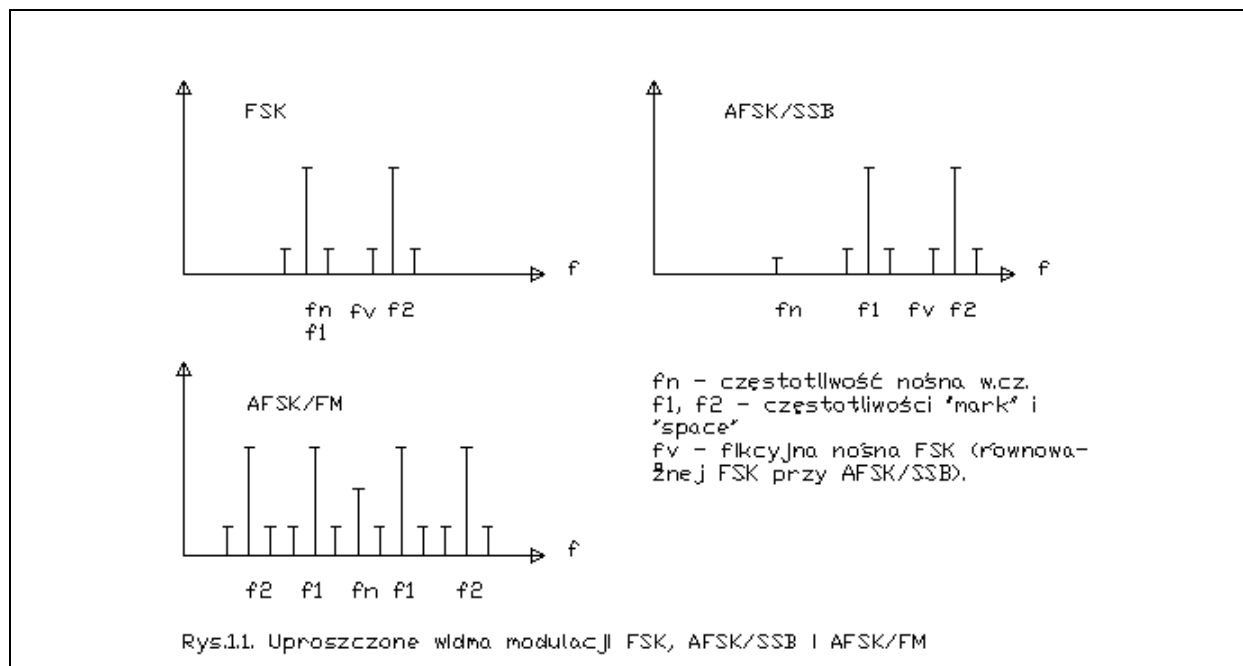 FSK
f
fn fv f2
f1
AFSK/SSB
f
fn f1 fv f2
AFSK/FM
f
f2 f1 fn f1 f2
fn - częstotliwość nośna w.cz.
f1, f2 - częstotliwości "mark" i
"space"
fv - fikcyjna nośna FSK (równowa-
żnej FSK przy AFSK/SSB).
Rys.1.1. Uproszczone widma modulacji FSK, AFSK/SSB i AFSK/FM